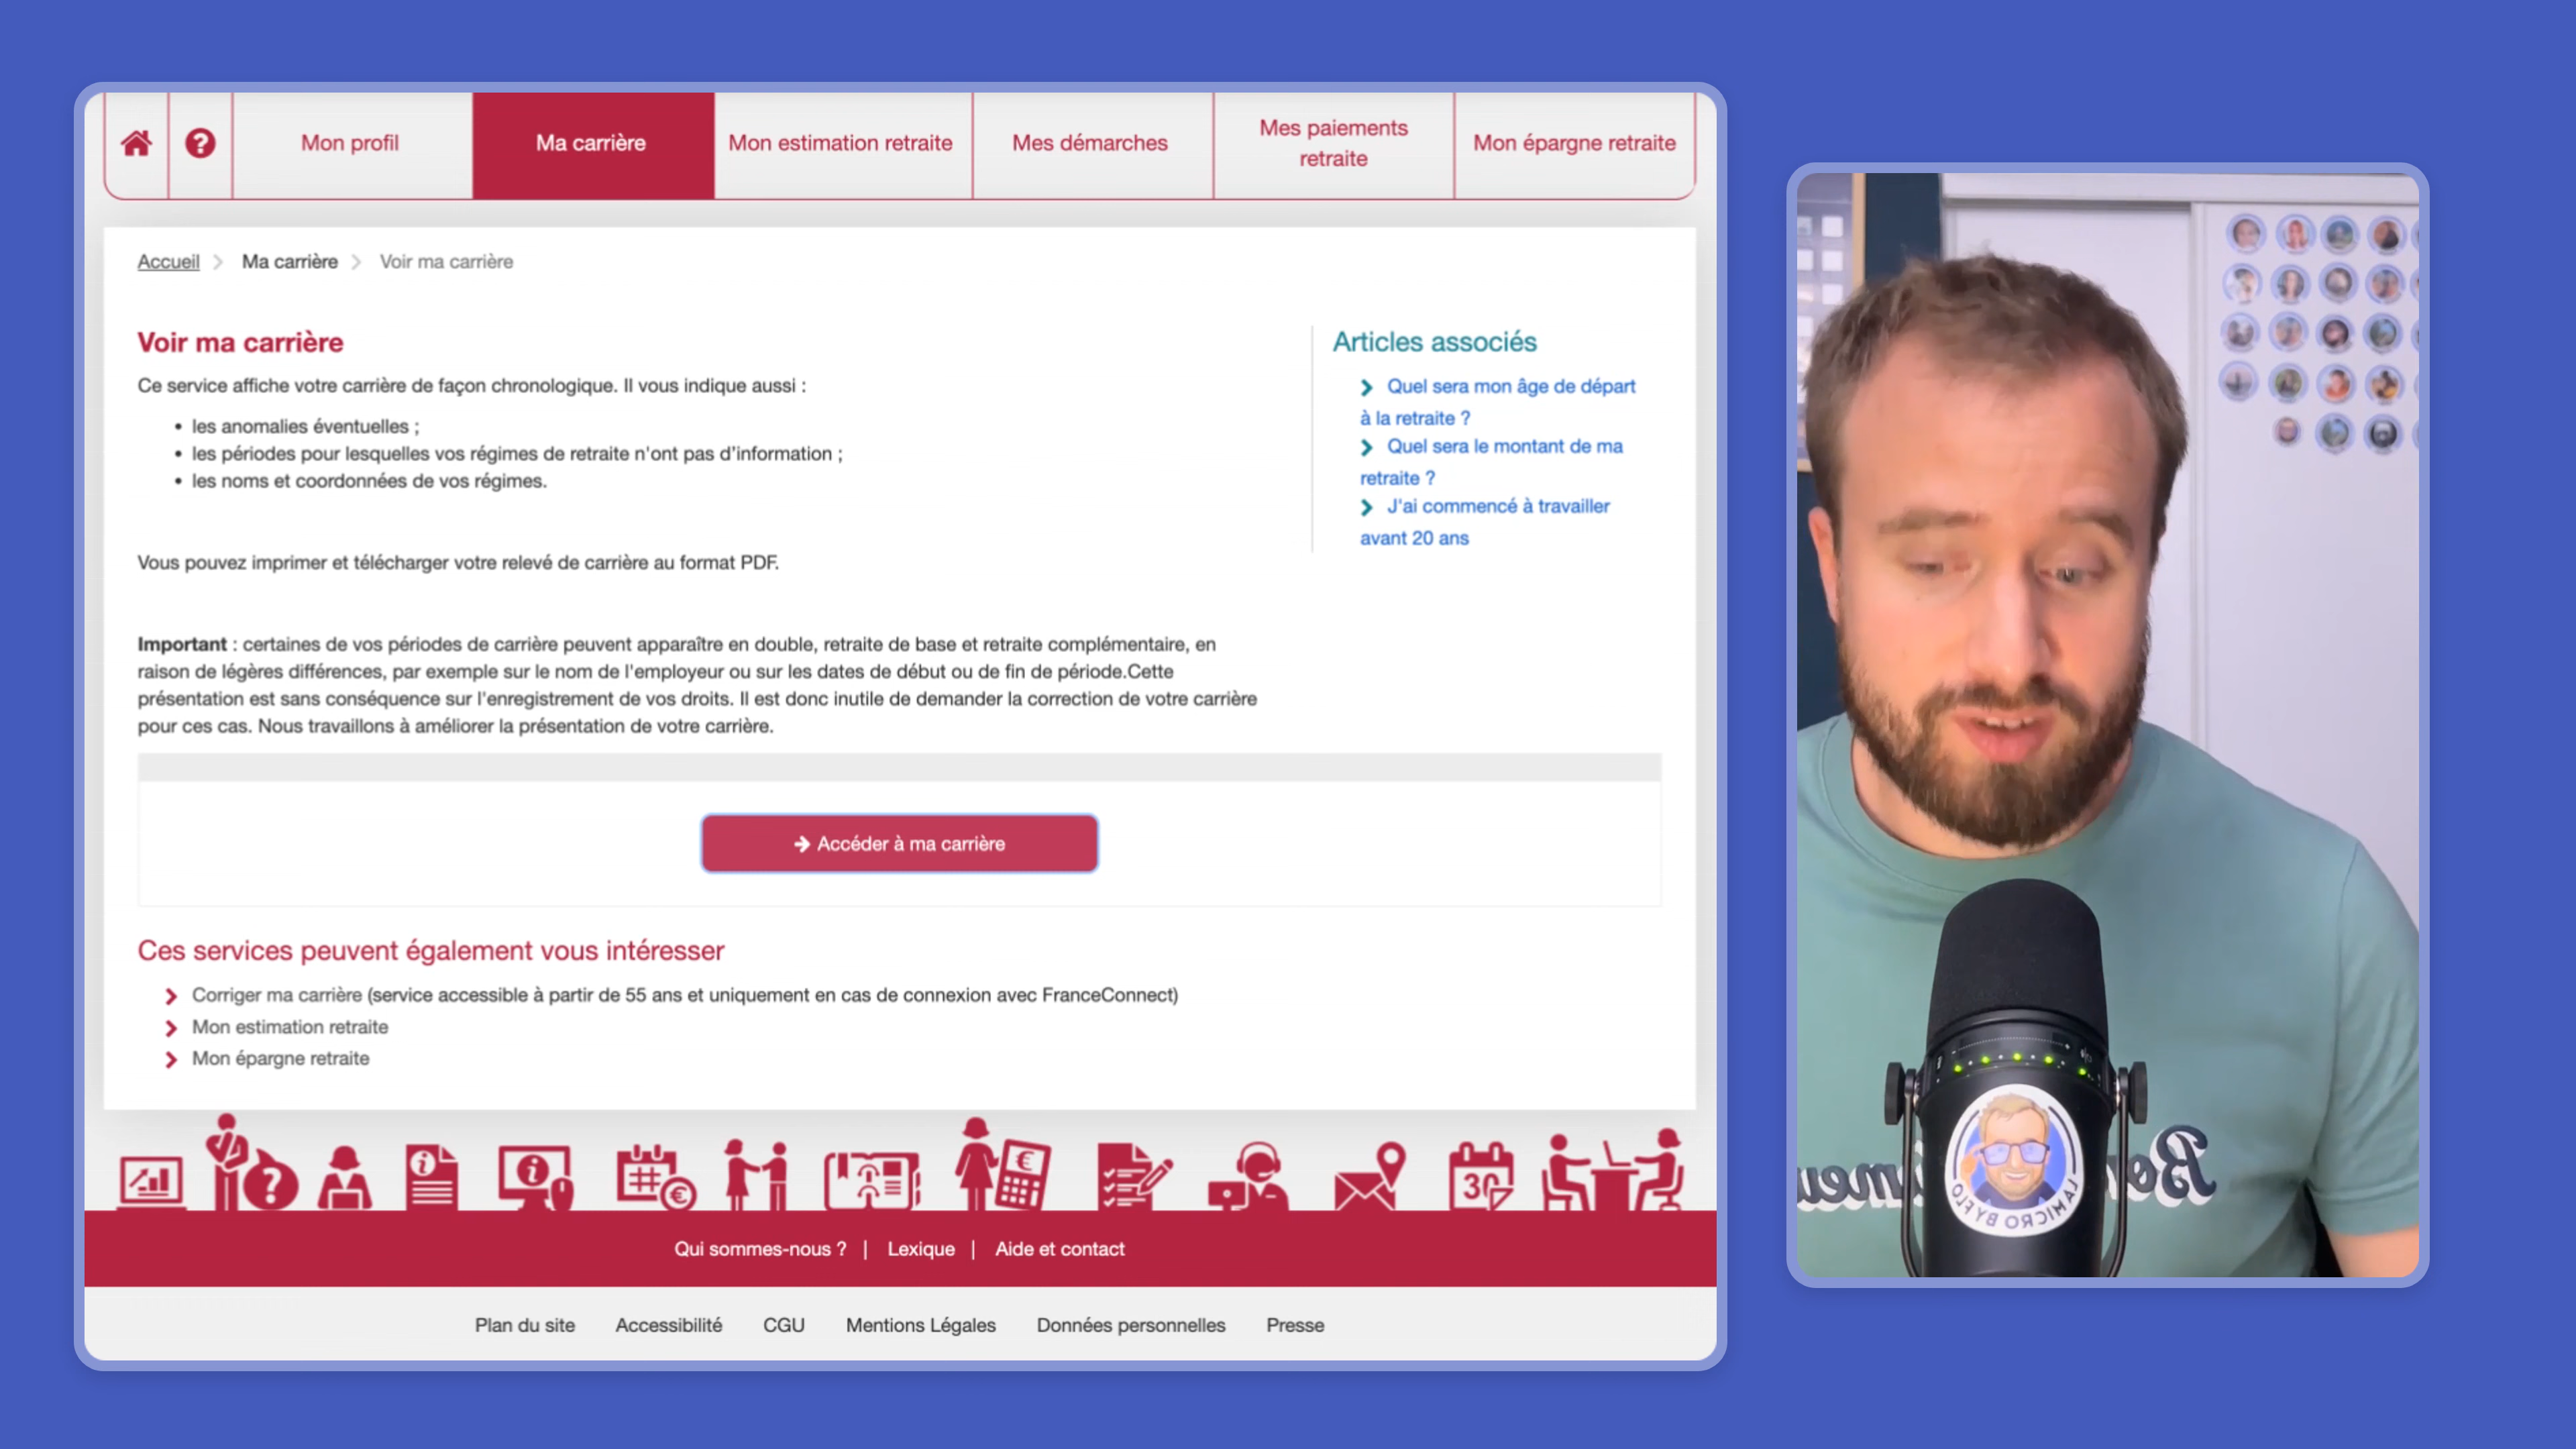 Mon profil
Ma carrière
Mon estimation retraite
Mes démarches
Mes paiements
retraite
Mon épargne retraite
Accueil
Ma carrière
Voir ma carrière
Voir ma carrière
Ce service affiche votre carrière de façon chronologique. Il vous indique aussi :
• les anomalies éventuelles ;
• les périodes pour lesquelles vos régimes de retraite n'ont pas d'information ;
• les noms et coordonnées de vos régimes.
Vous pouvez imprimer et télécharger votre relevé de carrière au format PDF.
Important : certaines de vos périodes de carrière peuvent apparaître en double, retraite de base et retraite complémentaire, en
raison de légères différences, par exemple sur le nom de l'employeur ou sur les dates de début ou de fin de période.Cette
présentation est sans conséquence sur l'enregistrement de vos droits. Il est donc inutile de demander la correction de votre carrière
pour ces cas. Nous travaillons à améliorer la présentation de votre carrière.
Articles associés
Quel sera mon âge de départ
à la retraite ?
Quel sera le montant de ma
retraite ?
J'ai commencé à travailler
avant 20 ans
Accéder à ma carrière
Ces services peuvent également vous intéresser
Corriger ma carrière (service accessible à partir de 55 ans et uniquement en cas de connexion avec FranceConnect)
Mon estimation retraite
Mon épargne retraite
30
Qui sommes-nous ? | Lexique | Aide et contact
Plan du site
Accessibilité
CGU
Mentions Légales
Données personnelles
Presse
LAMICRO BY FLO